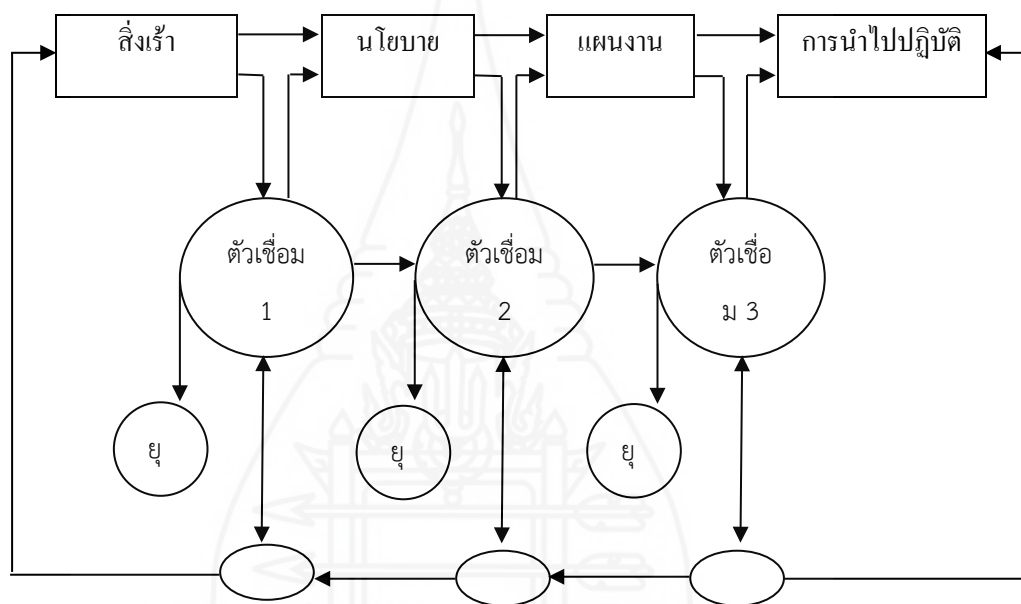 สิ่งเร้า
นโยบาย
แผนงาน
การนำไปปฏิบัติ
ตัวเชื่อม
1
ตัวเชื่อม
2
ตัวเชื่อ
ม 3
ยุ
ยุ
ยุ